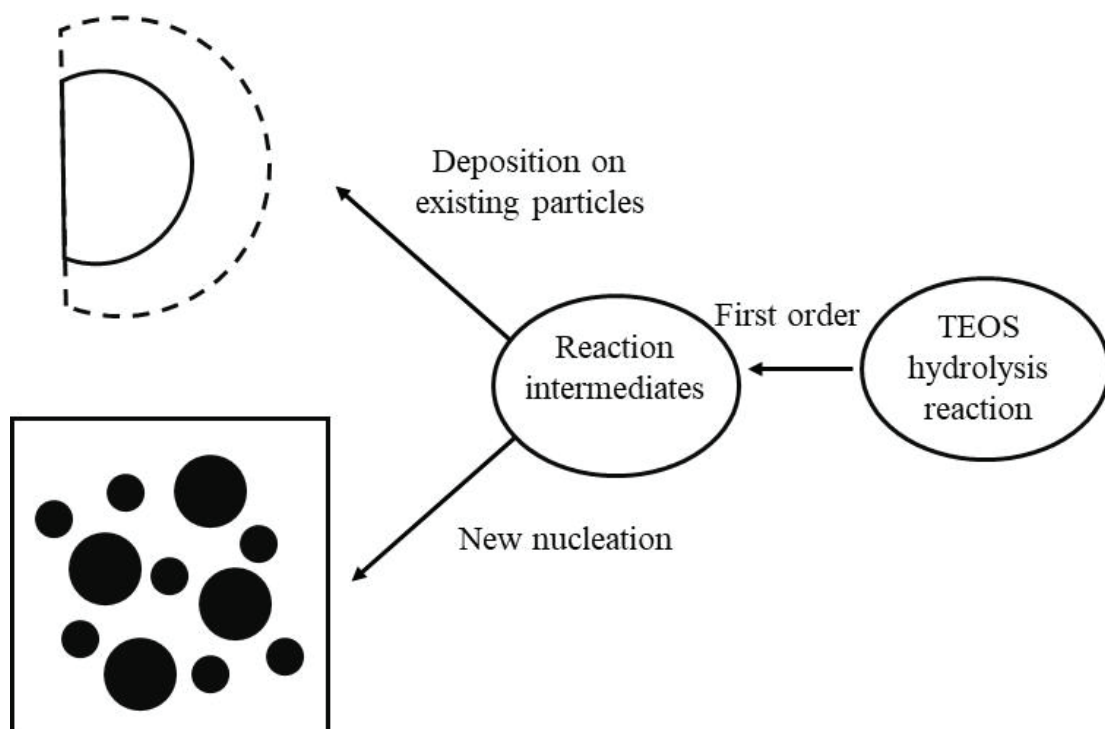 Deposition on
existing particles
First order
TEOS
hydrolysis
reaction
Reaction
intermediates
New nucleation